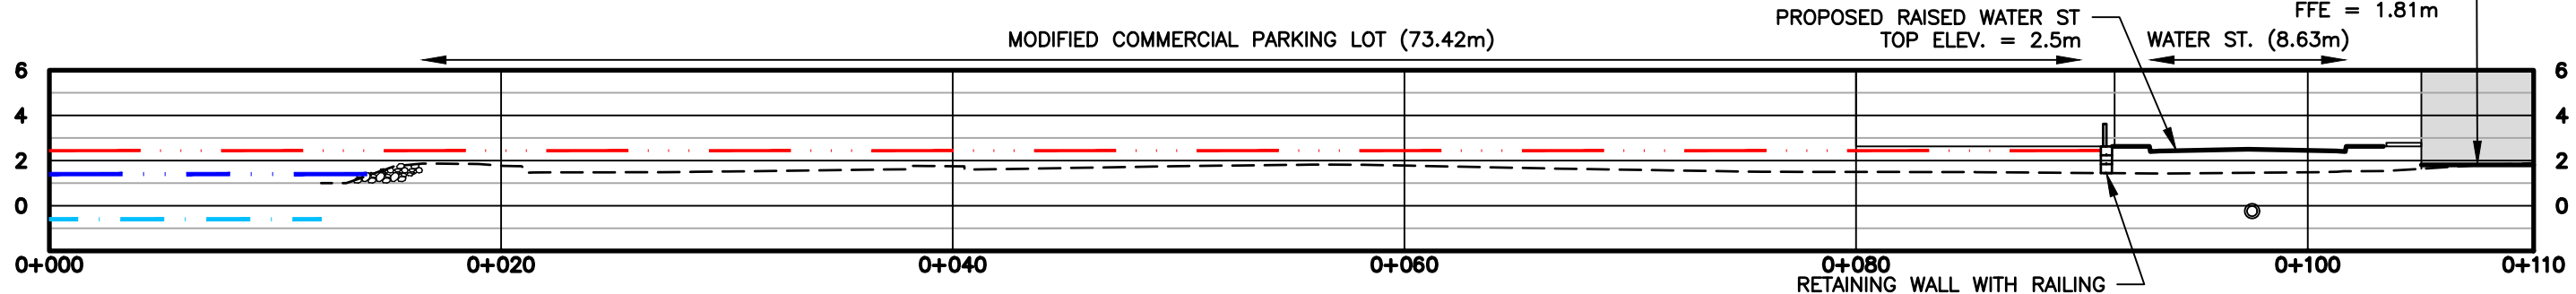 FFE = 1.81m
PROPOSED RAISED WATER ST
TOP ELEV. = 2.5m
MODIFIED COMMERCIAL PARKING LOT (73.42m)
WATER ST. (8.63m)
6
6
4
4
2
2
0
0
0+000
0+020
0+040
0+060
0+080
0+100
0+110
RETAINING WALL WITH RAILING